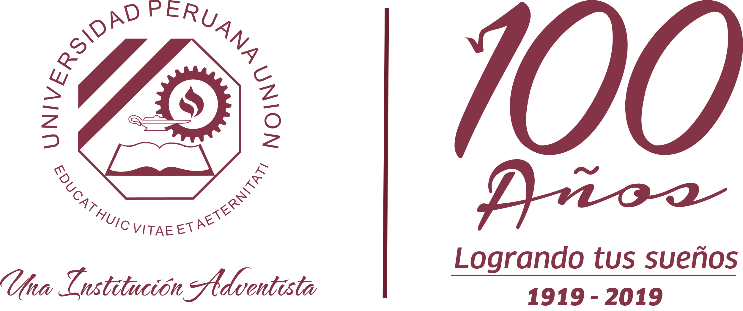 UNIVERSIDAD PERUANA UNION
EDUCAT HUIC VITAE ET AETERNITATI
Una Institución Adventista
100
Años
Logrando tus sueños
1919 - 2019